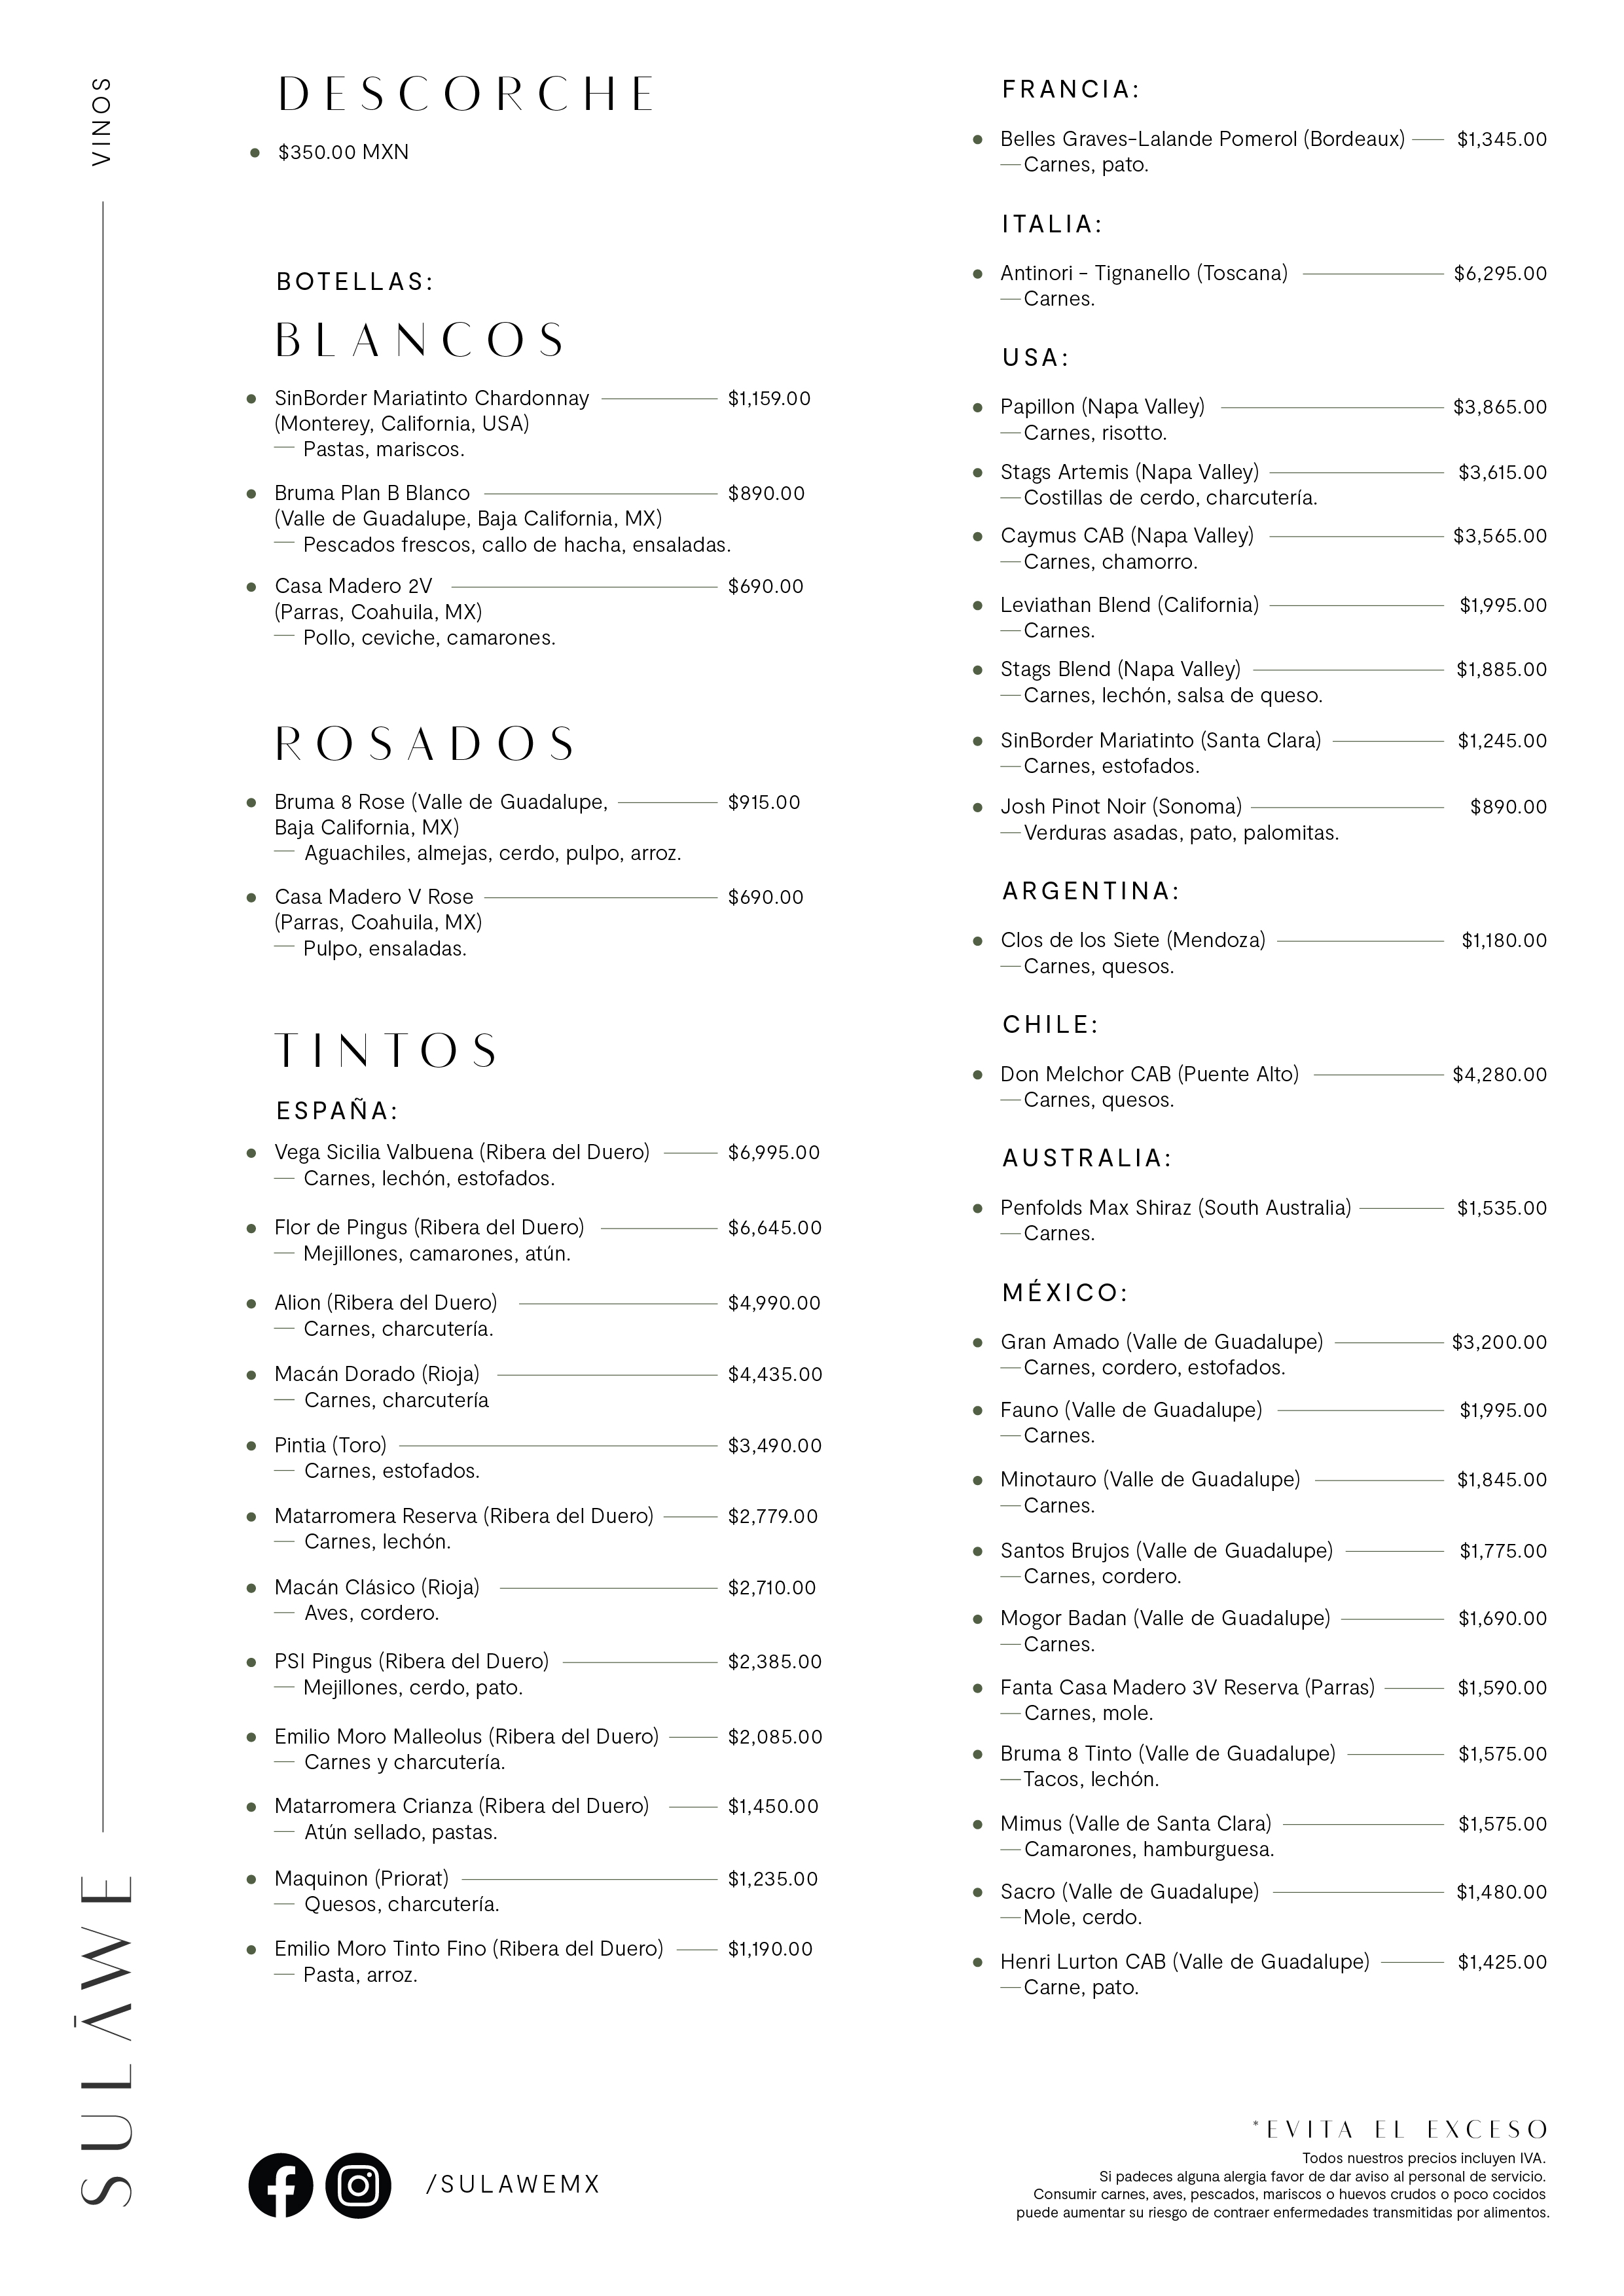 VINOS
SULĀWE
DESCORCHE
$350.00 MXN
BOTELLAS:
BLANCOS
SinBorder Mariatinto Chardonnay $1,159.00
(Monterey, California, USA)
— Pastas, mariscos.
Bruma Plan B Blanco $890.00
(Valle de Guadalupe, Baja California, MX)
— Pescados frescos, callo de hacha, ensaladas.
Casa Madero 2V $690.00
(Parras, Coahuila, MX)
— Pollo, ceviche, camarones.
ROSADOS
Bruma 8 Rose (Valle de Guadalupe, $915.00
Baja California, MX)
— Aguachiles, almejas, cerdo, pulpo, arroz.
Casa Madero V Rose $690.00
(Parras, Coahuila, MX)
— Pulpo, ensaladas.
TINTOS
ESPAÑA:
Vega Sicilia Valbuena (Ribera del Duero) $6,995.00
— Carnes, lechón, estofados.
Flor de Pingus (Ribera del Duero) $6,645.00
— Mejillones, camarones, atún.
Alion (Ribera del Duero) $4,990.00
— Carnes, charcutería.
Macán Dorado (Rioja) $4,435.00
— Carnes, charcutería
Pintia (Toro) $3,490.00
— Carnes, estofados.
Matarromera Reserva (Ribera del Duero) $2,779.00
— Carnes, lechón.
Macán Clásico (Rioja) $2,710.00
— Aves, cordero.
PSI Pingus (Ribera del Duero) $2,385.00
— Mejillones, cerdo, pato.
Emilio Moro Malleolus (Ribera del Duero) $2,085.00
— Carnes y charcutería.
Matarromera Crianza (Ribera del Duero) $1,450.00
— Atún sellado, pastas.
Maquinon (Priorat) $1,235.00
— Quesos, charcutería.
Emilio Moro Tinto Fino (Ribera del Duero) $1,190.00
— Pasta, arroz.
FRANCIA:
Belles Graves-Lalande Pomerol (Bordeaux) $1,345.00
—Carnes, pato.
ITALIA:
Antinori - Tignanello (Toscana) $6,295.00
—Carnes.
USA:
Papillon (Napa Valley) $3,865.00
—Carnes, risotto.
Stags Artemis (Napa Valley) $3,615.00
—Costillas de cerdo, charcutería.
Caymus CAB (Napa Valley) $3,565.00
—Carnes, chamorro.
Leviathan Blend (California) $1,995.00
—Carnes.
Stags Blend (Napa Valley) $1,885.00
—Carnes, lechón, salsa de queso.
SinBorder Mariatinto (Santa Clara) $1,245.00
—Carnes, estofados.
Josh Pinot Noir (Sonoma) $890.00
—Verduras asadas, pato, palomitas.
ARGENTINA:
Clos de los Siete (Mendoza) $1,180.00
—Carnes, quesos.
CHILE:
Don Melchor CAB (Puente Alto) $4,280.00
—Carnes, quesos.
AUSTRALIA:
Penfolds Max Shiraz (South Australia) $1,535.00
—Carnes.
MÉXICO:
Gran Amado (Valle de Guadalupe) $3,200.00
—Carnes, cordero, estofados.
Fauno (Valle de Guadalupe) $1,995.00
—Carnes.
Minotauro (Valle de Guadalupe) $1,845.00
—Carnes.
Santos Brujos (Valle de Guadalupe) $1,775.00
—Carnes, cordero.
Mogor Badan (Valle de Guadalupe) $1,690.00
—Carnes.
Fanta Casa Madero 3V Reserva (Parras) $1,590.00
—Carnes, mole.
Bruma 8 Tinto (Valle de Guadalupe) $1,575.00
—Tacos, lechón.
Mimus (Valle de Santa Clara) $1,575.00
—Camarones, hamburguesa.
Sacro (Valle de Guadalupe) $1,480.00
—Mole, cerdo.
Henri Lurton CAB (Valle de Guadalupe) $1,425.00
—Carne, pato.
/SULAWEMX
*EVITA EL EXCESO
Todos nuestros precios incluyen IVA.
Si padeces alguna alergia favor de dar aviso al personal de servicio.
Consumir carnes, aves, pescados, mariscos o huevos crudos o poco cocidos
puede aumentar su riesgo de contraer enfermedades transmitidas por alimentos.